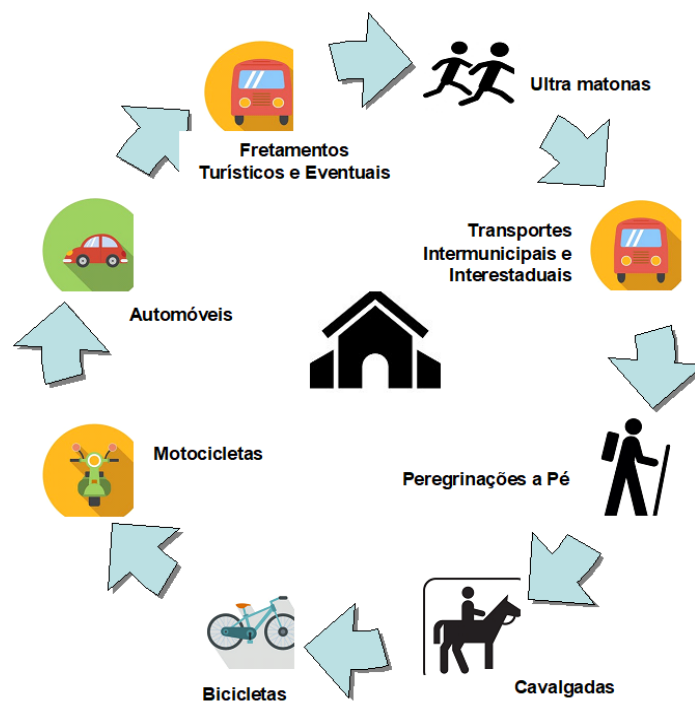 Ultra matonas
Fretamentos
Turísticos e Eventuais
Transportes
Intermunicipais e
Interestaduais
Automóveis
Motocicletas
Peregrinações a Pé
Cavalgadas
Bicicletas